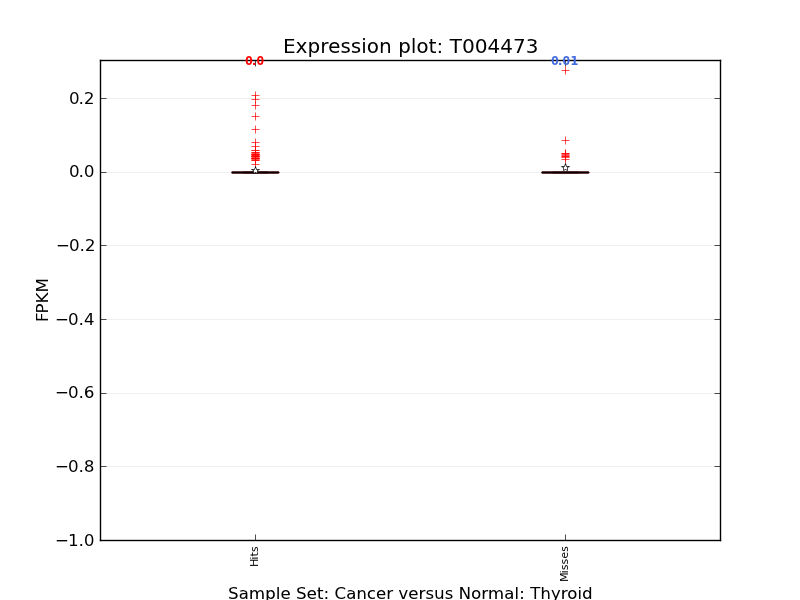 Expression plot: T004473
0.0
0.01
0.2
0.0
−0.2
−0.4
−0.6
−0.8
−1.0
FPKM
Hits
Misses
Sample Set: Cancer versus Normal: Thyroid